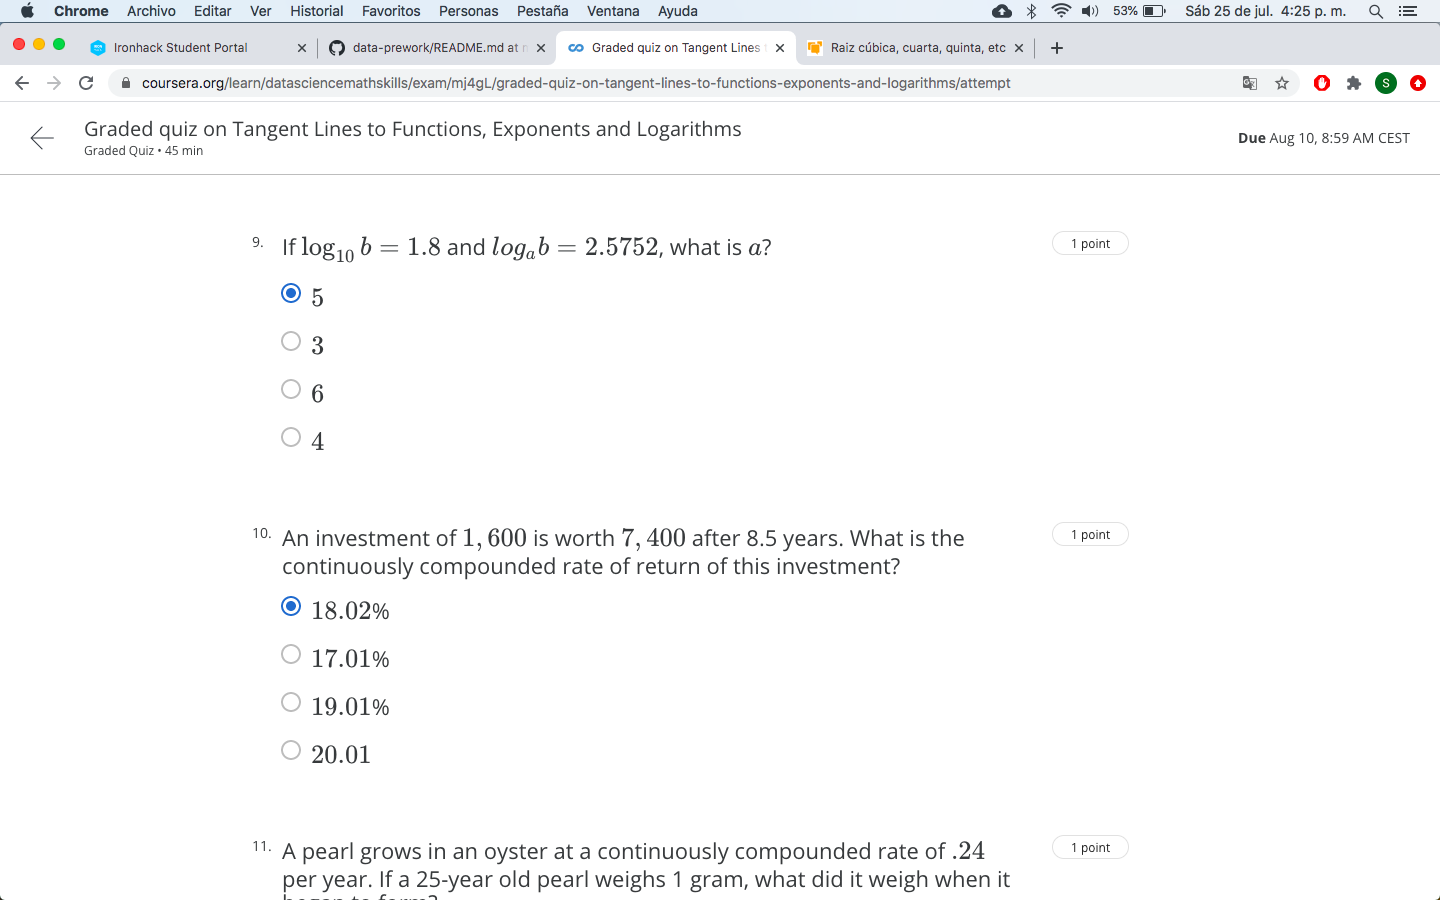 Chrome Archivo Editar Ver Historial Favoritos Personas Pestaña Ventana Ayuda 53% Sáb 25 de jul. 4:25 p. m.
Ironhack Student Portal data-prework/README.md at Graded quiz on Tangent Lines Raiz cúbica, cuarta, quinta, etc
coursera.org/learn/datasciencemathskills/exam/mj4gL/graded-quiz-on-tangent-lines-to-functions-exponents-and-logarithms/attempt S
Graded quiz on Tangent Lines to Functions, Exponents and Logarithms
Graded Quiz • 45 min
Due Aug 10, 8:59 AM CEST
9. If log₁₀ b = 1.8 and logₐb = 2.5752, what is a? 1 point
5
3
6
4
10. An investment of 1, 600 is worth 7, 400 after 8.5 years. What is the 1 point
continuously compounded rate of return of this investment?
18.02%
17.01%
19.01%
20.01
11. A pearl grows in an oyster at a continuously compounded rate of .24 1 point
per year. If a 25-year old pearl weighs 1 gram, what did it weigh when it